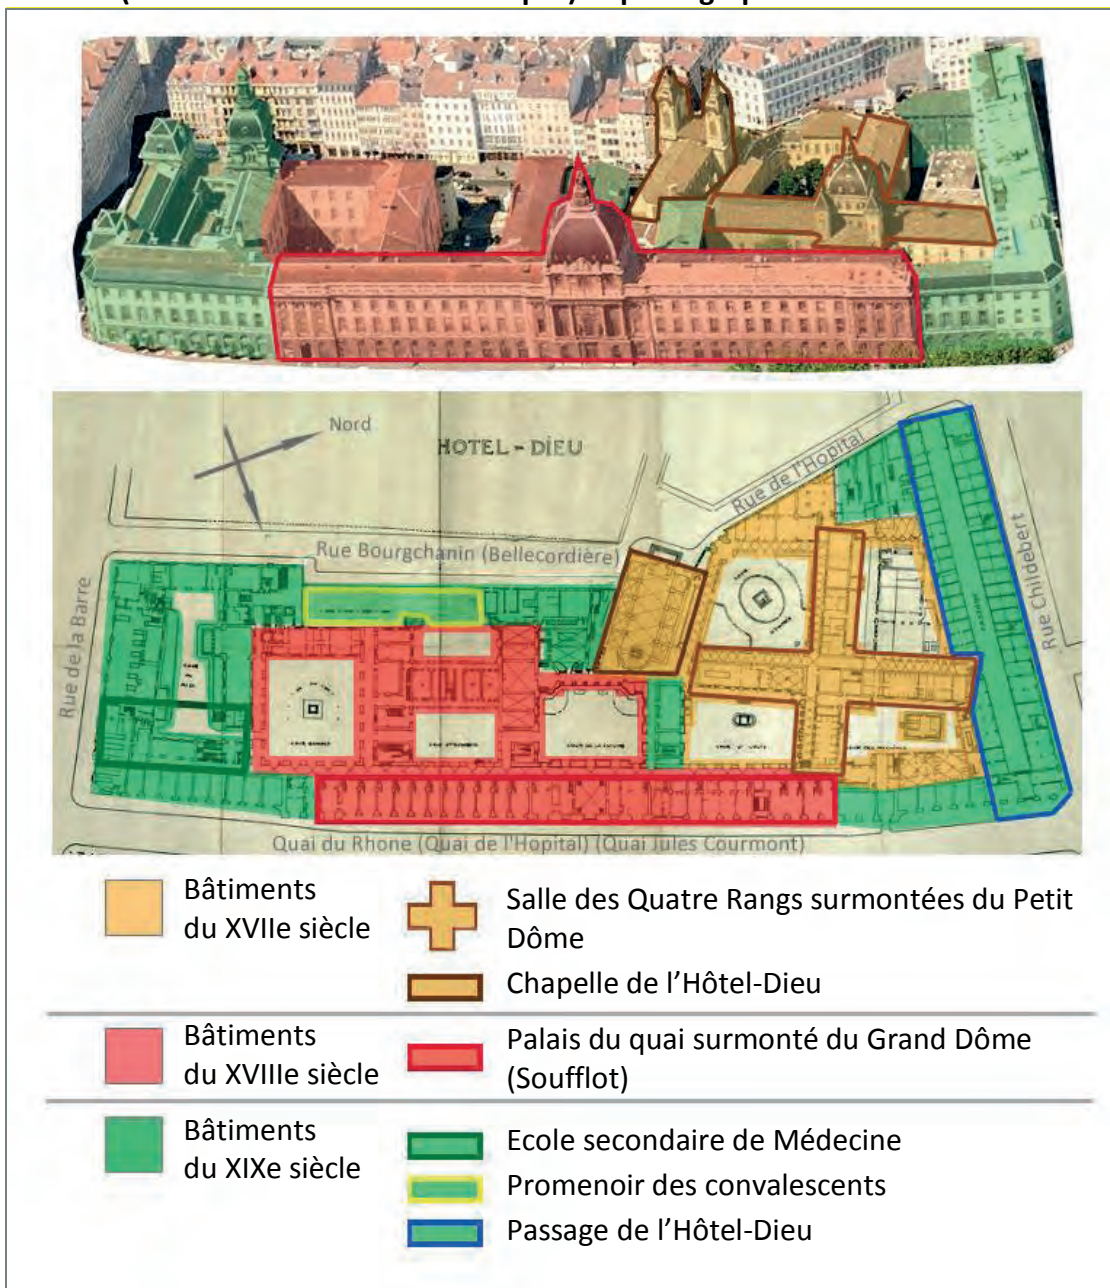 Nord
HOTEL - DIEU
Rue de l'Hopital
Rue Bourgchanin (Bellecordière)
Rue de la Barre
Rue Childebert
Quai du Rhone (Quai de l'Hopital) (Quai Jules Courmont)
Bâtiments
du XVIIe siècle
Salle des Quatre Rangs surmontées du Petit
Dôme
Chapelle de l'Hôtel-Dieu
Bâtiments
du XVIIIe siècle
Palais du quai surmonté du Grand Dôme
(Soufflot)
Bâtiments
du XIXe siècle
Ecole secondaire de Médecine
Promenoir des convalescents
Passage de l'Hôtel-Dieu